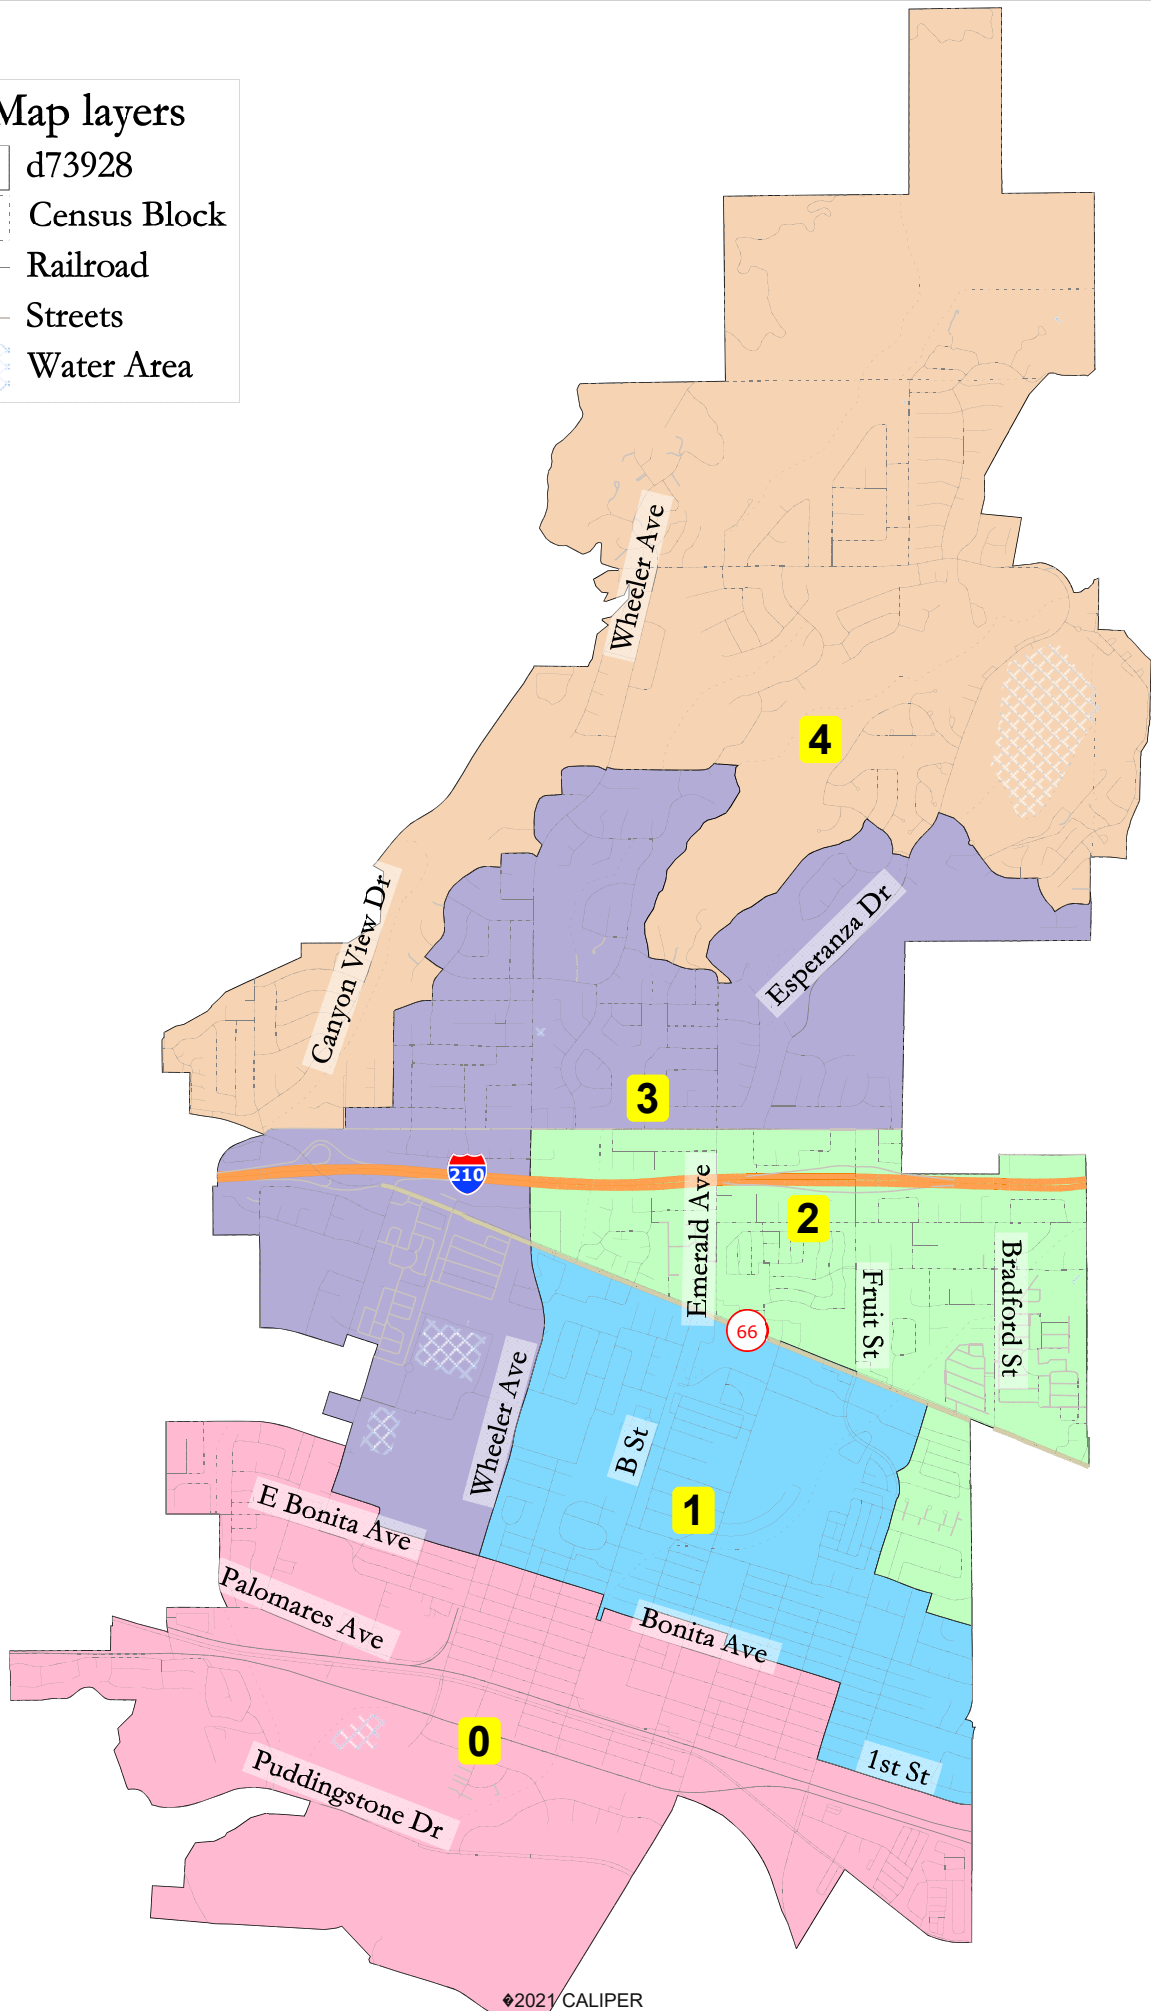 Map layers
d73928
Census Block
Railroad
Streets
Water Area
Wheeler Ave
4
Canyon View Dr
Esperanza Dr
3
210
Emerald Ave
2
Fruit St
Bradford St
66
Wheeler Ave
B St
1
E Bonita Ave
Palomares Ave
Bonita Ave
0
1st St
Puddingstone Dr
�2021 CALIPER